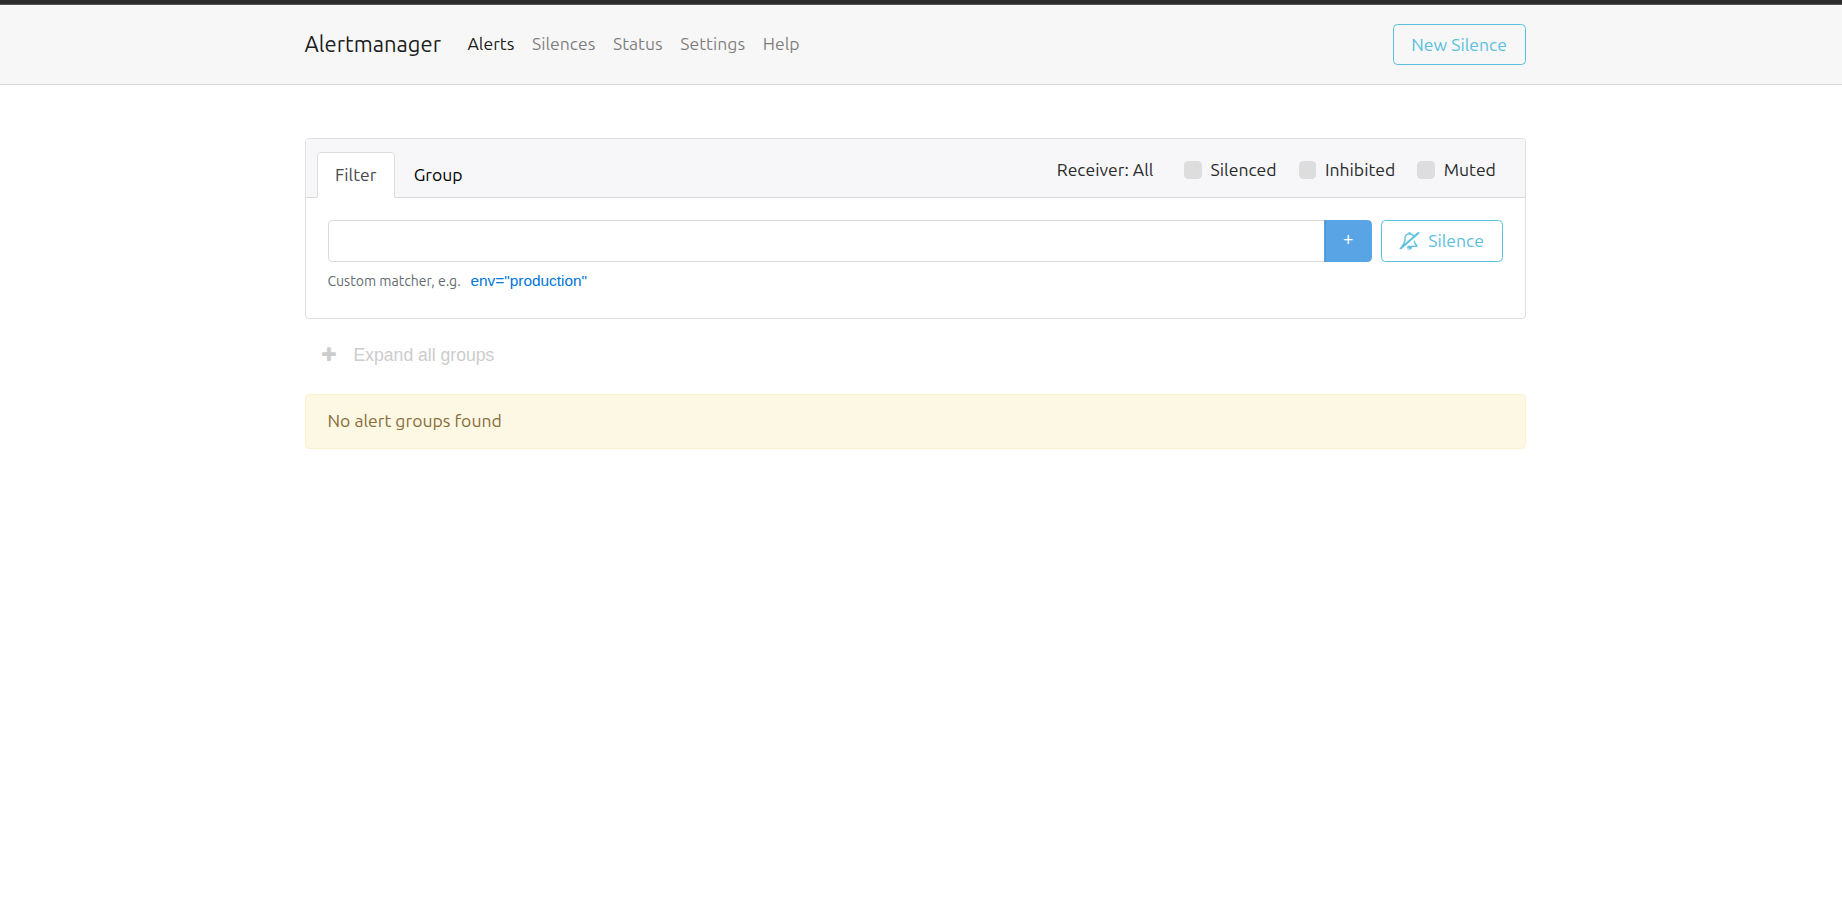 Alertmanager Alerts Silences Status Settings Help New Silence
Filter Group Receiver: All Silenced Inhibited Muted
+ Silence
Custom matcher, e.g. env="production"
Expand all groups
No alert groups found